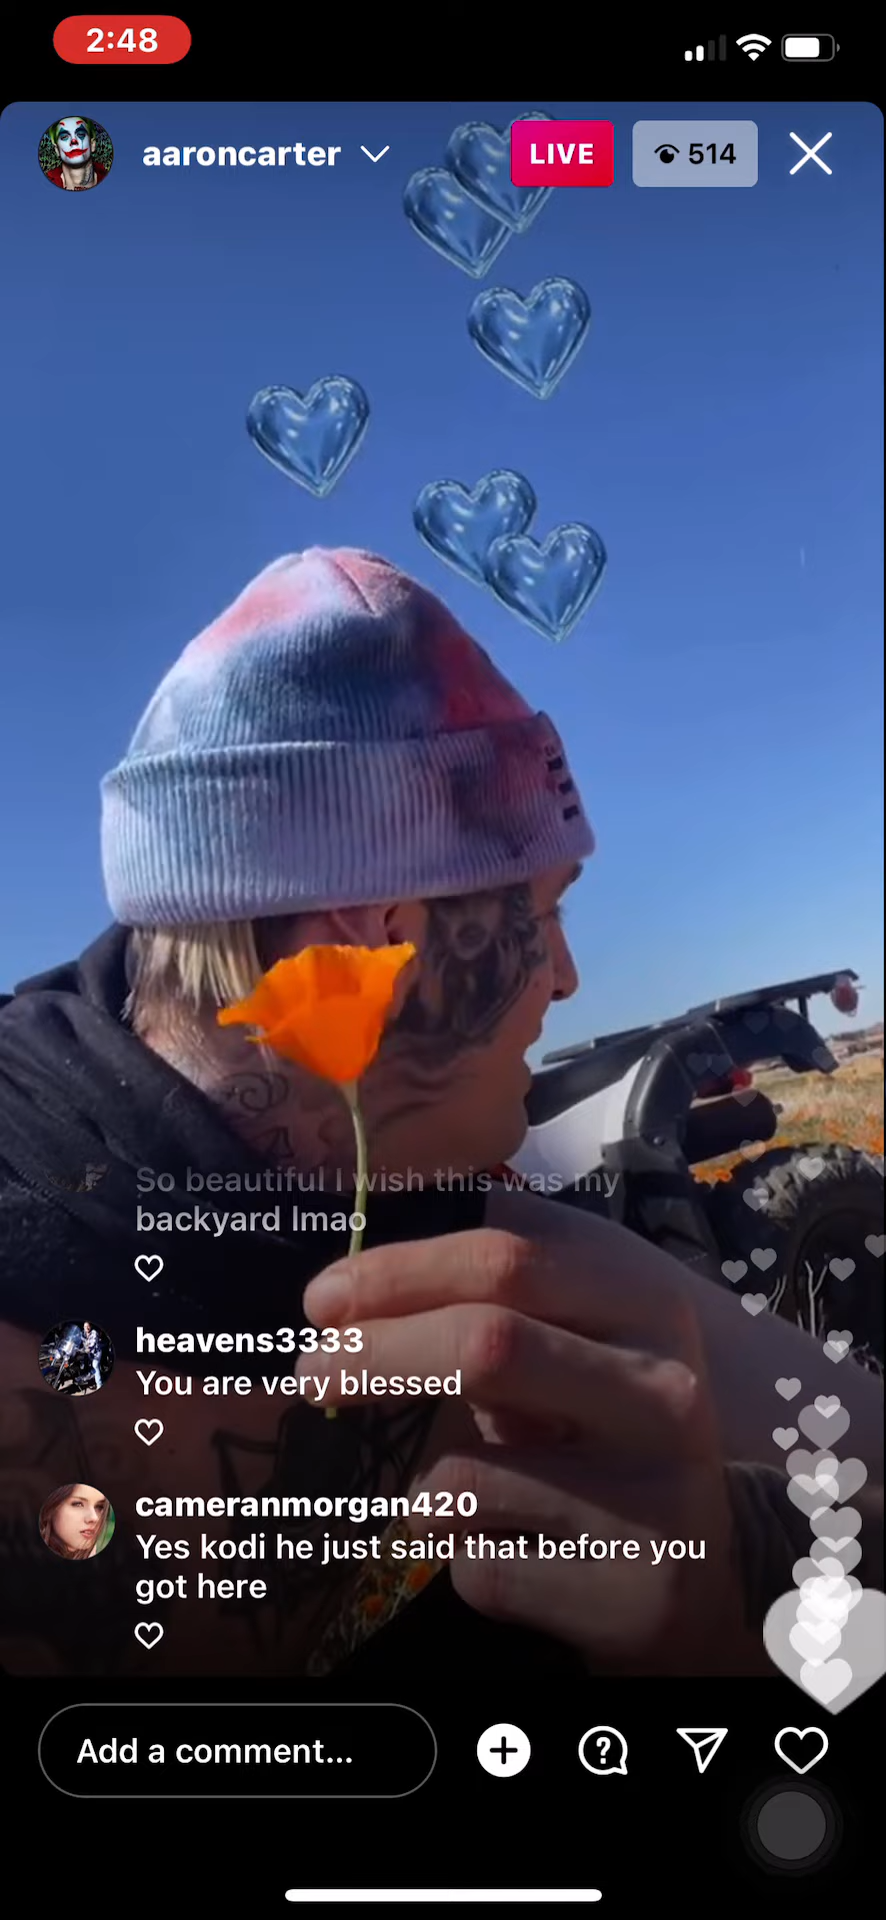 2:48
aaroncarter
LIVE
514
So beautiful I wish this was my
backyard lmao
heavens3333
You are very blessed
cameranmorgan420
Yes kodi he just said that before you
got here
Add a comment...